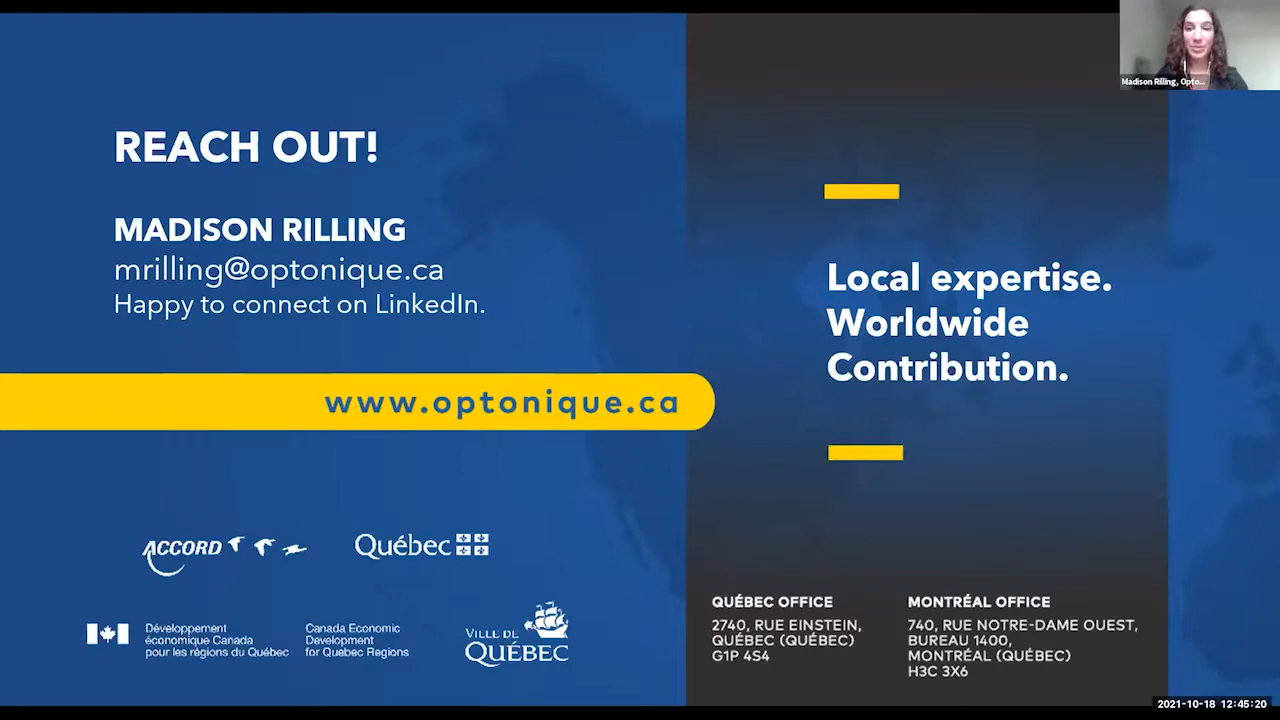 Madison Rilling, Opto...
REACH OUT!
MADISON RILLING
mrilling@optonique.ca
Happy to connect on LinkedIn.
www.optonique.ca
Local expertise.
Worldwide
Contribution.
ACCORD
Québec
Développement
économique Canada
pour les régions du Québec
Canada Economic
Development
for Quebec Regions
VILLE DE
QUÉBEC
QUÉBEC OFFICE
2740, RUE EINSTEIN,
QUÉBEC (QUÉBEC)
G1P 4S4
MONTRÉAL OFFICE
740, RUE NOTRE-DAME OUEST,
BUREAU 1400,
MONTRÉAL (QUÉBEC)
H3C 3X6
2021-10-18 12:45:20